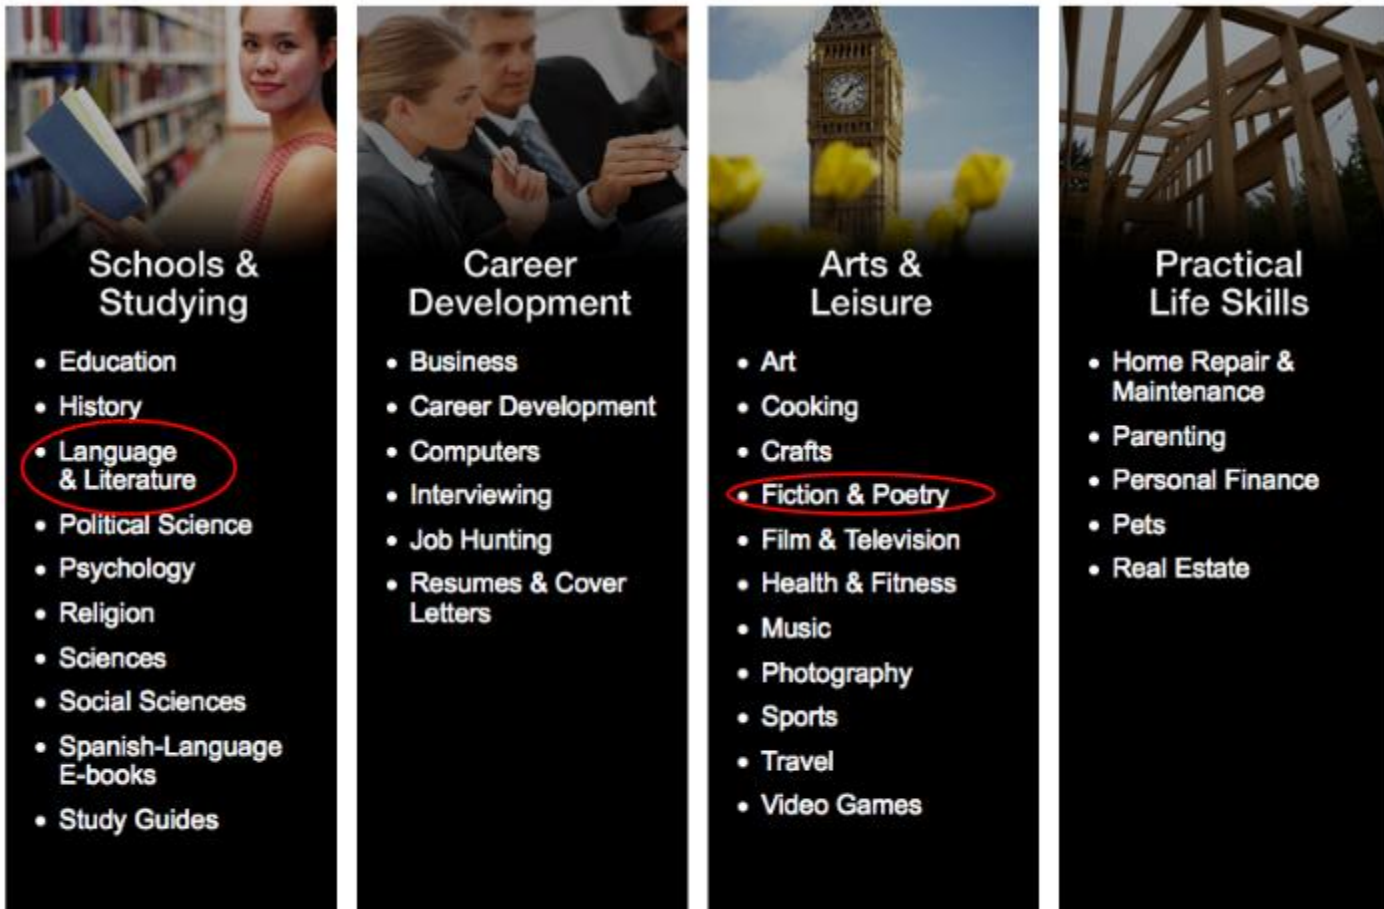 Schools &
Studying
• Education
• History
• Language
& Literature
• Political Science
• Psychology
• Religion
• Sciences
• Social Sciences
• Spanish-Language
E-books
• Study Guides
Career
Development
• Business
• Career Development
• Computers
• Interviewing
• Job Hunting
• Resumes & Cover
Letters
Arts &
Leisure
• Art
• Cooking
• Crafts
• Fiction & Poetry
• Film & Television
• Health & Fitness
• Music
• Photography
• Sports
• Travel
• Video Games
Practical
Life Skills
• Home Repair &
Maintenance
• Parenting
• Personal Finance
• Pets
• Real Estate